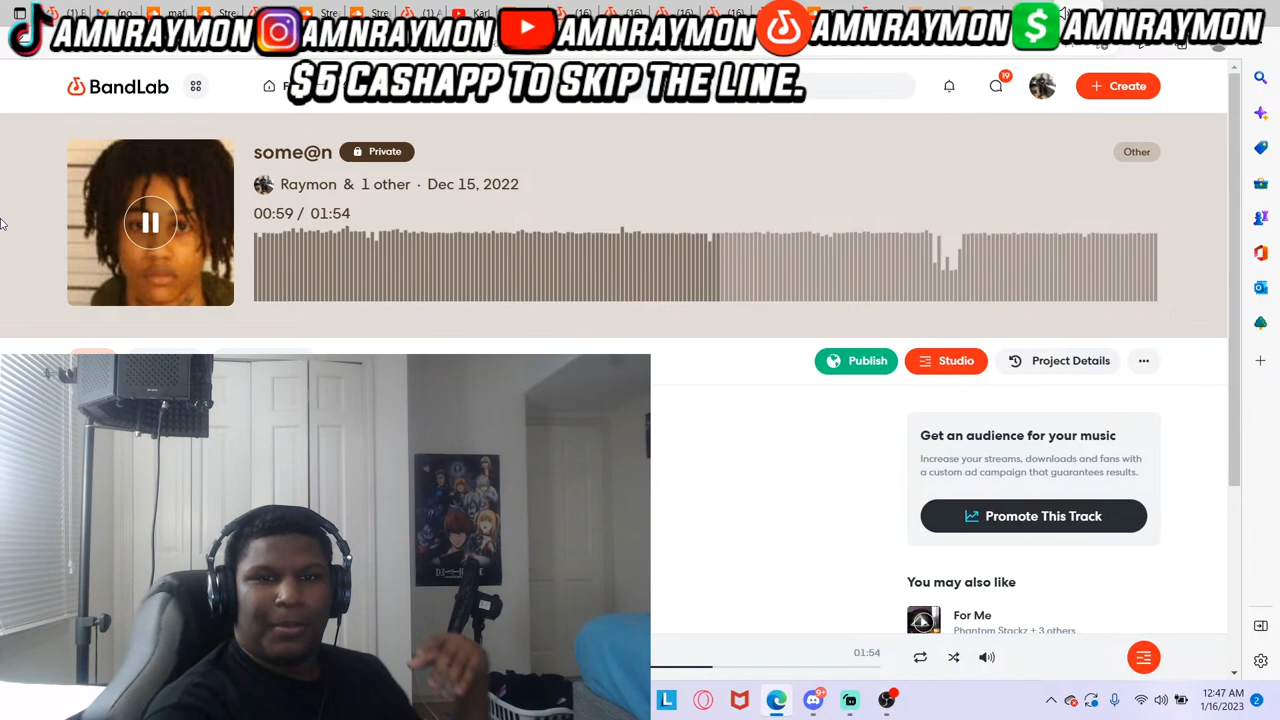 AMNRAYMON AMNRAYMON AMNRAYMON AMNRAYMON $ AMNRAYMON
$5 CASHAPP TO SKIP THE LINE.
BandLab
19
Create
some@n Private
Other
Raymon & 1 other · Dec 15, 2022
00:59 / 01:54
Publish Studio Project Details
Get an audience for your music
Increase your streams, downloads and fans with
a custom ad campaign that guarantees results.
Promote This Track
You may also like
For Me
Phantom Stackz + 3 others
01:54
L
9+
12:47 AM
1/16/2023
2